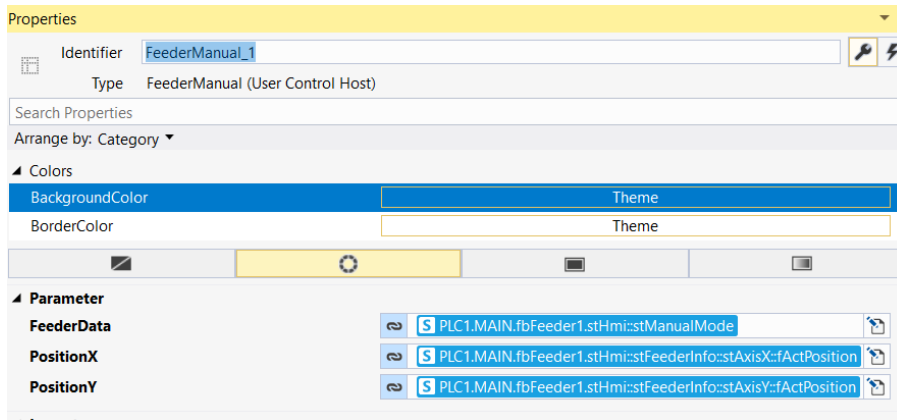 Properties
Identifier FeederManual_1
Type FeederManual (User Control Host)
Search Properties
Arrange by: Category
Colors
BackgroundColor Theme
BorderColor Theme
Parameter
FeederData S PLC1.MAIN.fbFeeder1.stHmi::stManualMode
PositionX S PLC1.MAIN.fbFeeder1.stHmi::stFeederInfo::stAxisX::fActPosition
PositionY S PLC1.MAIN.fbFeeder1.stHmi::stFeederInfo::stAxisY::fActPosition